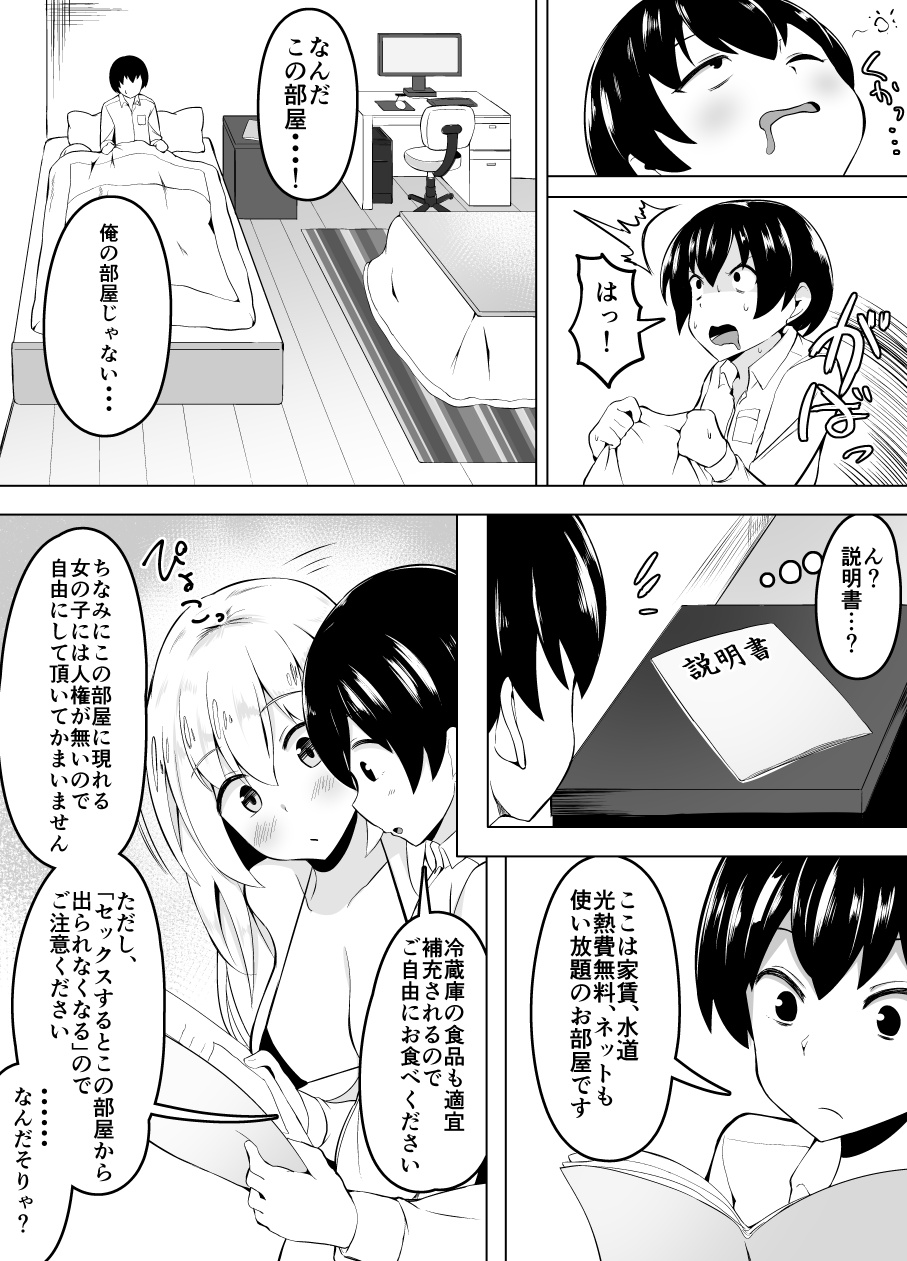 くかっ…
はっ！
がばっ
なんだ
この部屋・・・・！
俺の部屋じゃない・・・
ん？
説明書…？
説明書
ここは家賃、水道
光熱費無料、ネットも
使い放題のお部屋です
ぴょこっ
冷蔵庫の食品も適宜
補充されるので
ご自由にお食べください
ちなみにこの部屋に現れる
女の子には人権が無いので
自由にして頂いてかまいません
ただし、
「セックスするとこの部屋から
出られなくなる」ので
ご注意ください
・・・・・・
なんだそりゃ？